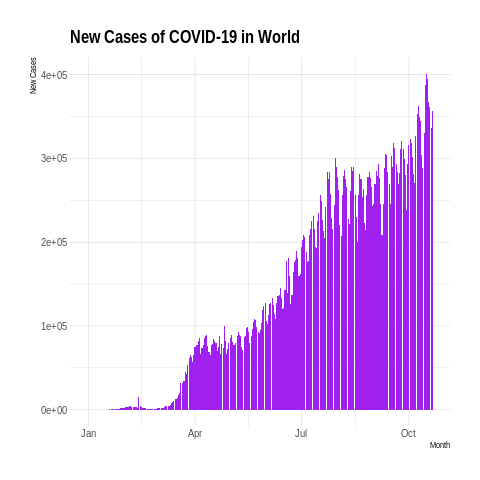 New Cases of COVID-19 in World
New Cases
4e+05
3e+05
2e+05
1e+05
0e+00
Jan Apr Jul Oct
Month